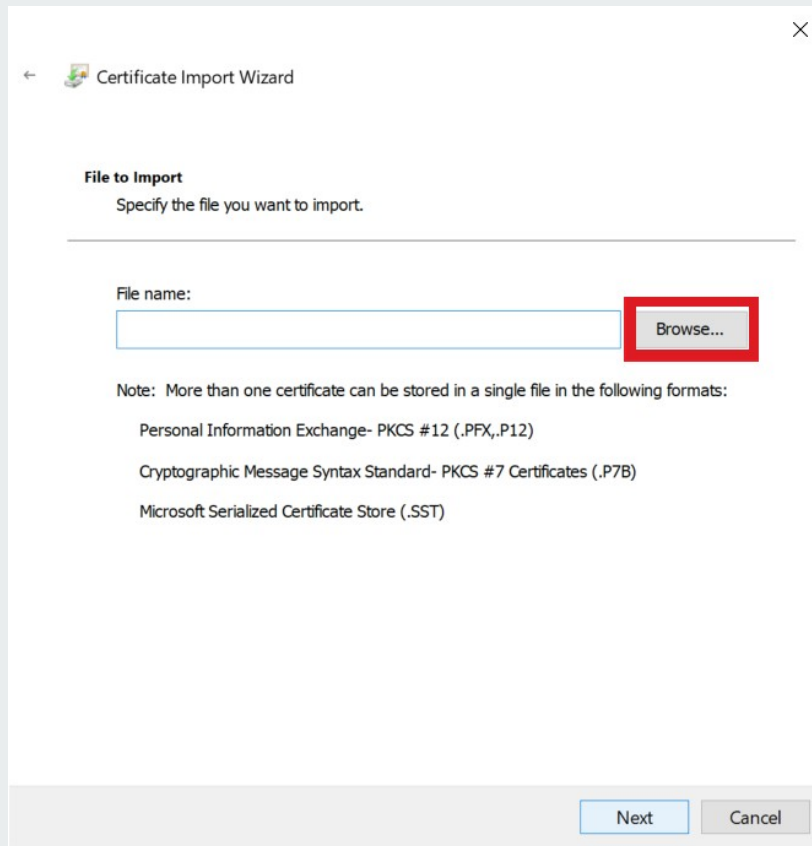 Certificate Import Wizard
File to Import
Specify the file you want to import.
File name:
Browse...
Note: More than one certificate can be stored in a single file in the following formats:
Personal Information Exchange- PKCS #12 (.PFX,.P12)
Cryptographic Message Syntax Standard- PKCS #7 Certificates (.P7B)
Microsoft Serialized Certificate Store (.SST)
Next
Cancel